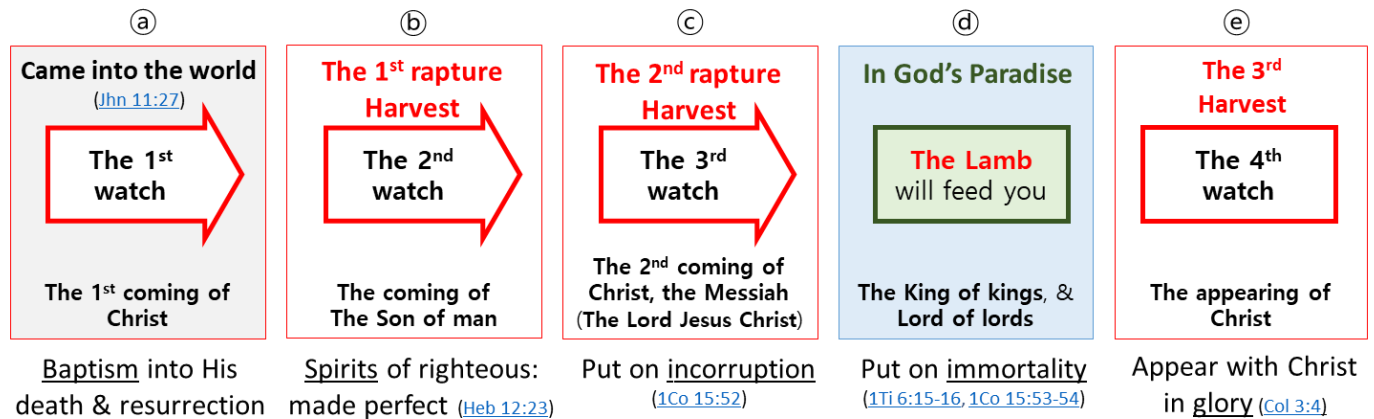 ⓐ
Came into the world
(Jhn 11:27)
The 1st
watch
The 1st coming of
Christ
Baptism into His
death & resurrection
ⓑ
The 1st rapture
Harvest
The 2nd
watch
The coming of
The Son of man
Spirits of righteous:
made perfect (Heb 12:23)
ⓒ
The 2nd rapture
Harvest
The 3rd
watch
The 2nd coming of
Christ, the Messiah
(The Lord Jesus Christ)
Put on incorruption
(1Co 15:52)
ⓓ
In God's Paradise
The Lamb
will feed you
The King of kings, &
Lord of lords
Put on immortality
(1Ti 6:15-16, 1Co 15:53-54)
ⓔ
The 3rd
Harvest
The 4th
watch
The appearing of
Christ
Appear with Christ
in glory (Col 3:4)